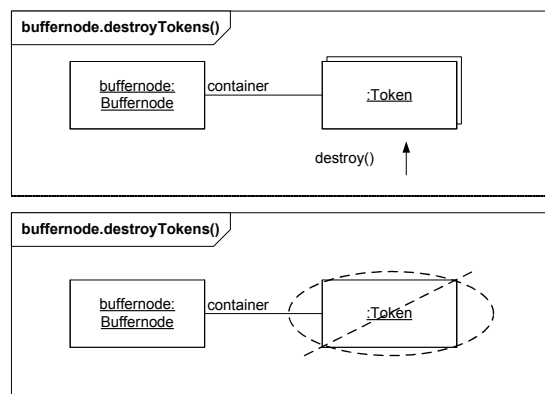 buffernode.destroyTokens()
buffernode:
Buffernode
container
:Token
destroy()
buffernode.destroyTokens()
buffernode:
Buffernode
container
:Token